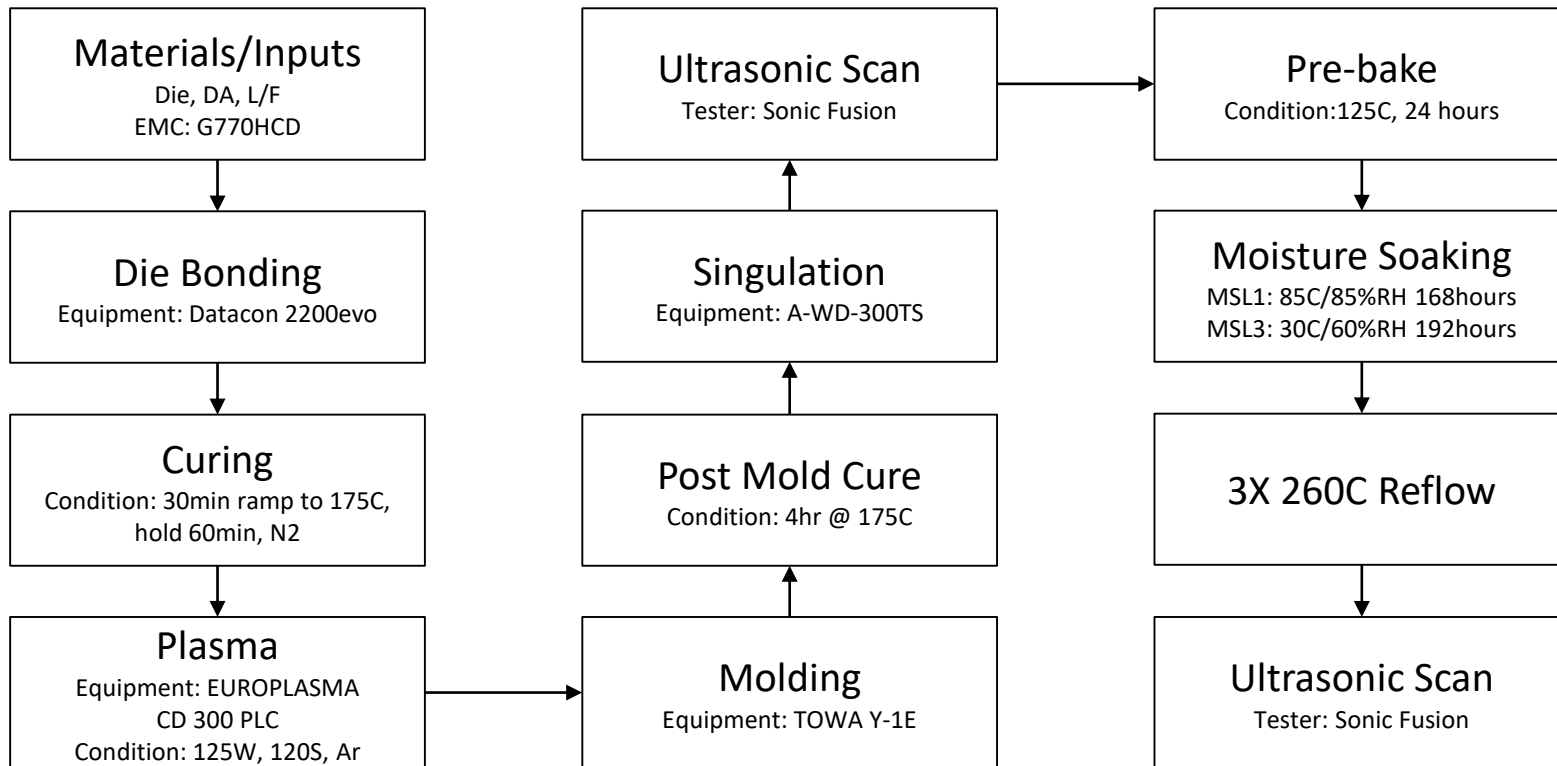 Materials/Inputs
Die, DA, L/F
EMC: G770HCD
Die Bonding
Equipment: Datacon 2200evo
Curing
Condition: 30min ramp to 175C,
hold 60min, N2
Plasma
Equipment: EUROPLASMA
CD 300 PLC
Condition: 125W, 120S, Ar
Molding
Equipment: TOWA Y-1E
Post Mold Cure
Condition: 4hr @ 175C
Singulation
Equipment: A-WD-300TS
Ultrasonic Scan
Tester: Sonic Fusion
Pre-bake
Condition:125C, 24 hours
Moisture Soaking
MSL1: 85C/85%RH 168hours
MSL3: 30C/60%RH 192hours
3X 260C Reflow
Ultrasonic Scan
Tester: Sonic Fusion